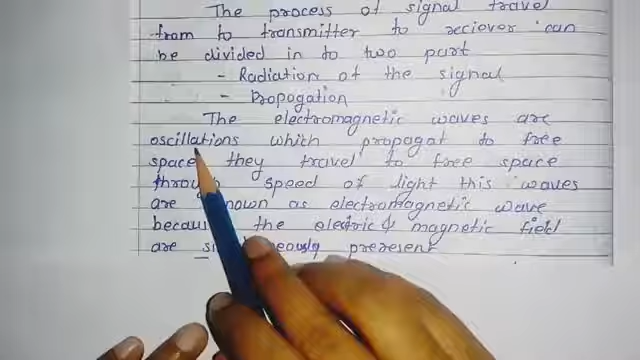 The process of signal travel
from to transmitter to reciever can
be divided in to two part
- Radiation of the signal
- Propogation
The electromagnetic waves are
oscillations which propagat to free
space they travel to free space
through speed of light this waves
are known as electromagnetic wave
because the electric & magnetic field
are preresent